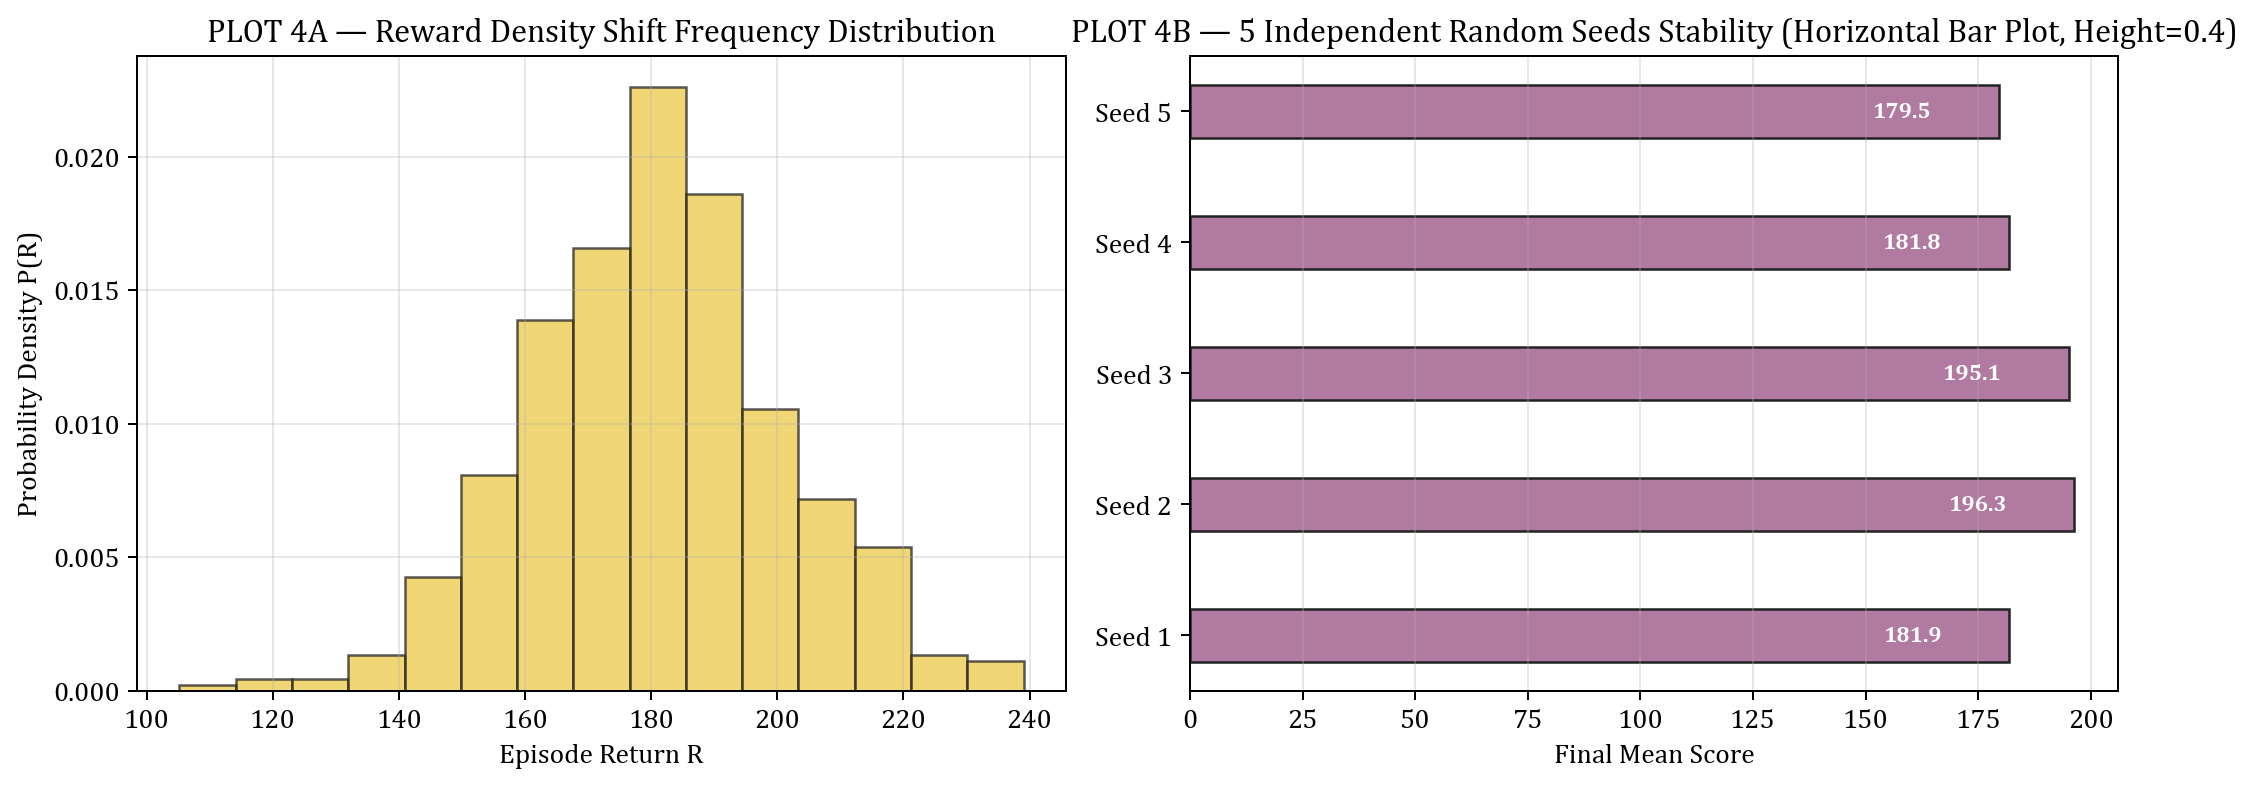 PLOT 4A — Reward Density Shift Frequency Distribution
Probability Density P(R)
0.020
0.015
0.010
0.005
0.000
100 120 140 160 180 200 220 240
Episode Return R
PLOT 4B — 5 Independent Random Seeds Stability (Horizontal Bar Plot, Height=0.4)
Seed 5 179.5
Seed 4 181.8
Seed 3 195.1
Seed 2 196.3
Seed 1 181.9
0 25 50 75 100 125 150 175 200
Final Mean Score